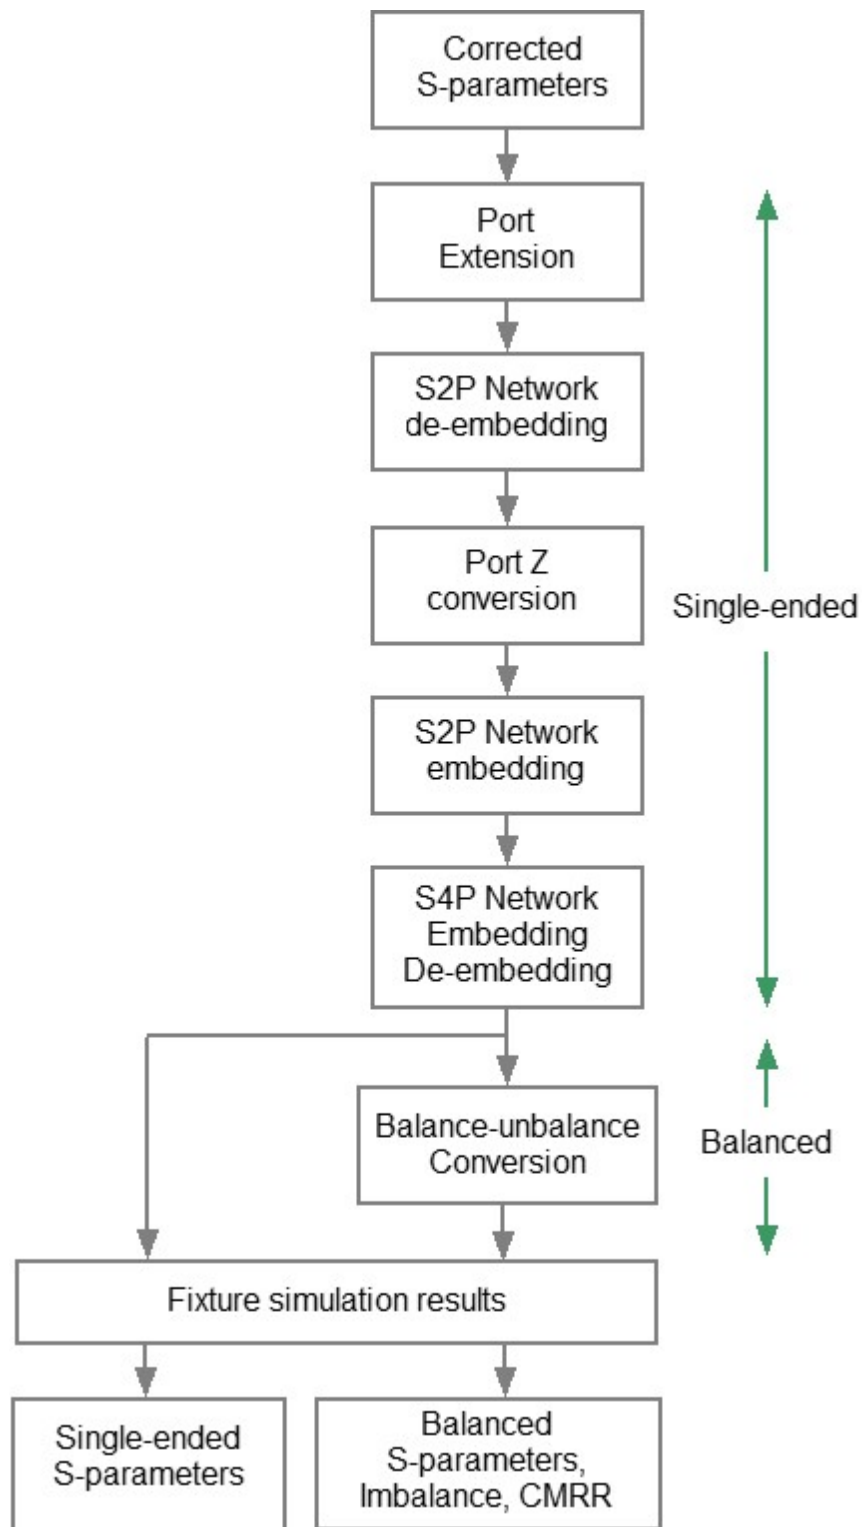 Corrected
S-parameters
Port
Extension
S2P Network
de-embedding
Port Z
conversion
Single-ended
S2P Network
embedding
S4P Network
Embedding
De-embedding
Balance-unbalance
Conversion
Balanced
Fixture simulation results
Single-ended
S-parameters
Balanced
S-parameters,
Imbalance, CMRR